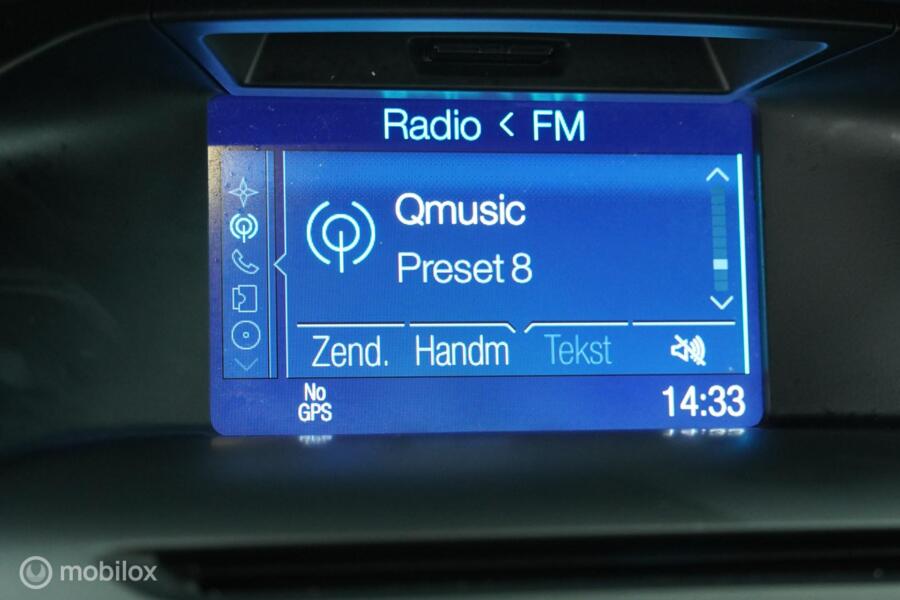 Radio < FM
Qmusic
Preset 8
Zend. Handm Tekst
No
GPS
14:33
mobilox